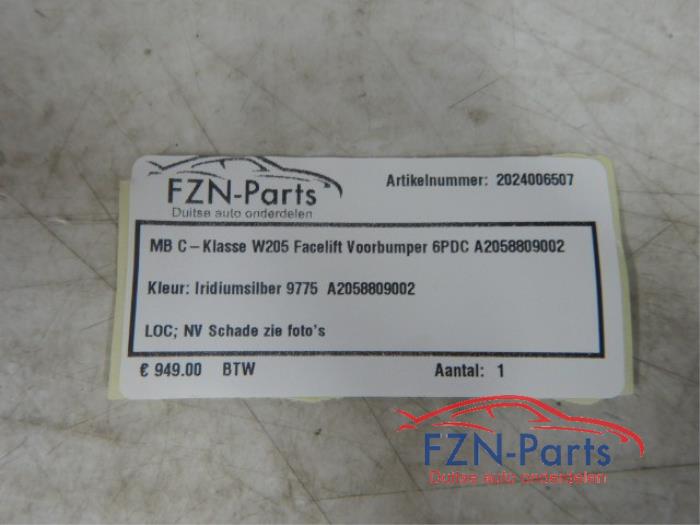 FZN-Parts
Duitse auto onderdelen
Artikelnummer: 2024006507
MB C-Klasse W205 Facelift Voorbumper 6PDC A2058809002
Kleur: Iridiumsilber 9775 A2058809002
LOC; NV Schade zie foto's
€ 949.00 BTW
Aantal: 1
FZN-Parts
Duitse auto onderdelen